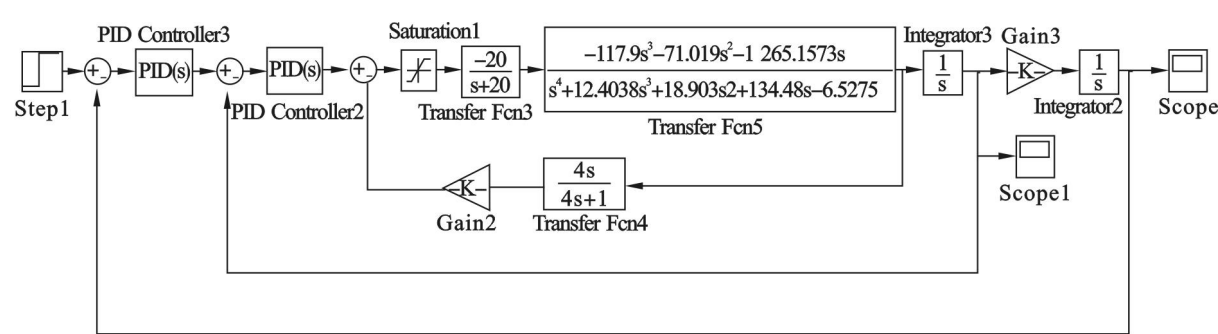 PID Controller3
Saturation1
Integrator3
Gain3
Step1
+
-
PID(s)
+
-
PID(s)
+
-
-20
s+20
-117.9s³-71.019s²-1 265.1573s
s⁴+12.4038s³+18.903s2+134.48s-6.5275
1
s
-K-
1
s
Scope
PID Controller2
Transfer Fcn3
Transfer Fcn5
Integrator2
Scope1
-K-
Gain2
4s
4s+1
Transfer Fcn4